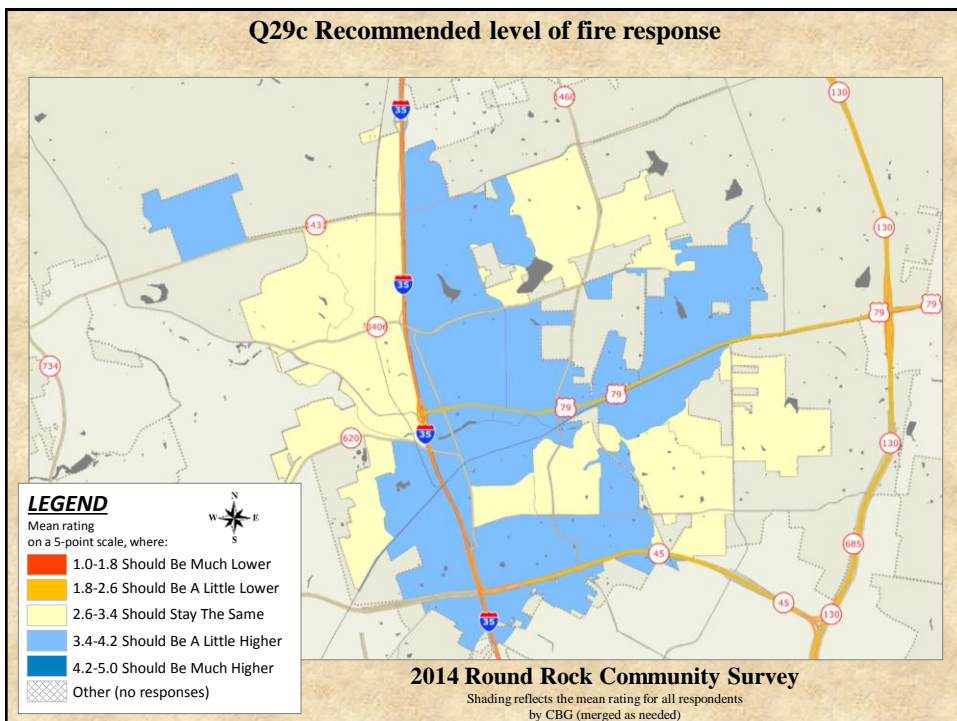 Q29c Recommended level of fire response
35
1460
130
1431
130
35
79
79
3406
734
79
79
620
35
130
45
685
45
130
35
LEGEND
N
W
E
S
Mean rating
on a 5-point scale, where:
1.0-1.8 Should Be Much Lower
1.8-2.6 Should Be A Little Lower
2.6-3.4 Should Stay The Same
3.4-4.2 Should Be A Little Higher
4.2-5.0 Should Be Much Higher
Other (no responses)
2014 Round Rock Community Survey
Shading reflects the mean rating for all respondents
by CBG (merged as needed)